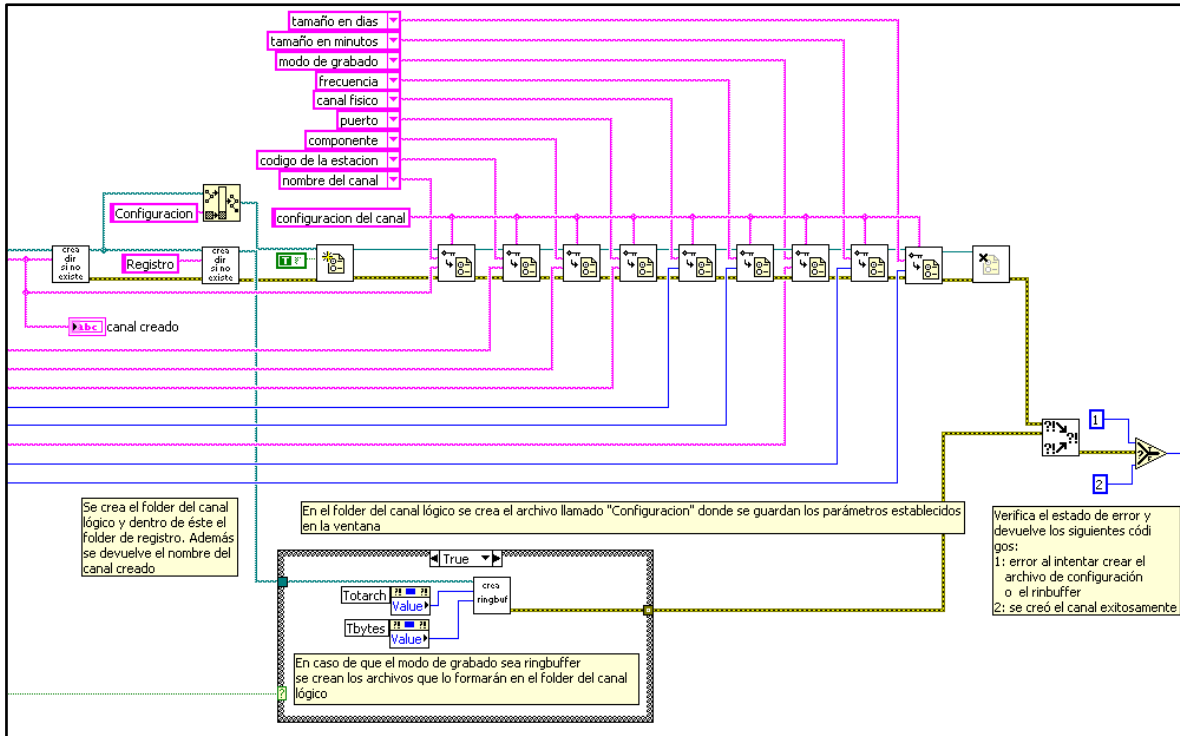 tamaño en dias
tamaño en minutos
modo de grabado
frecuencia
canal fisico
puerto
componente
codigo de la estacion
nombre del canal
Configuracion
configuracion del canal
crea
dir
si no
existe
Registro
crea
dir
si no
existe
T F
abc
canal creado
1
2
?!
?!
?!
?
T
F
Se crea el folder del canal
lógico y dentro de éste el
folder de registro. Además
se devuelve el nombre del
canal creado
En el folder del canal lógico se crea el archivo llamado "Configuracion" donde se guardan los parámetros establecidos
en la ventana
Verifica el estado de error y
devuelve los siguientes códi
gos:
1: error al intentar crear el
archivo de configuración
o el rinbuffer
2: se creó el canal exitosamente
True
Totarch
?! ?!
Value
crea
ringbuf
Tbytes
?! ?!
Value
En caso de que el modo de grabado sea ringbuffer
se crean los archivos que lo formarán en el folder del canal
lógico
?